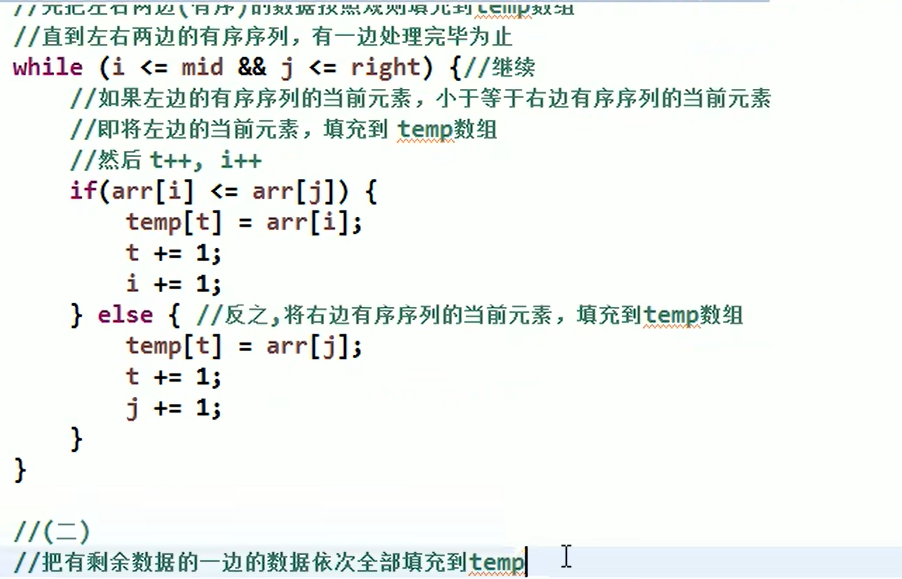 //先把左右两边(有序)的数据按照规则填充到temp数组
//直到左右两边的有序序列，有一边处理完毕为止
while (i <= mid && j <= right) {//继续
//如果左边的有序序列的当前元素，小于等于右边有序序列的当前元素
//即将左边的当前元素，填充到 temp数组
//然后 t++, i++
if(arr[i] <= arr[j]) {
temp[t] = arr[i];
t += 1;
i += 1;
} else { //反之,将右边有序序列的当前元素，填充到temp数组
temp[t] = arr[j];
t += 1;
j += 1;
}
}
//(二)
//把有剩余数据的一边的数据依次全部填充到temp